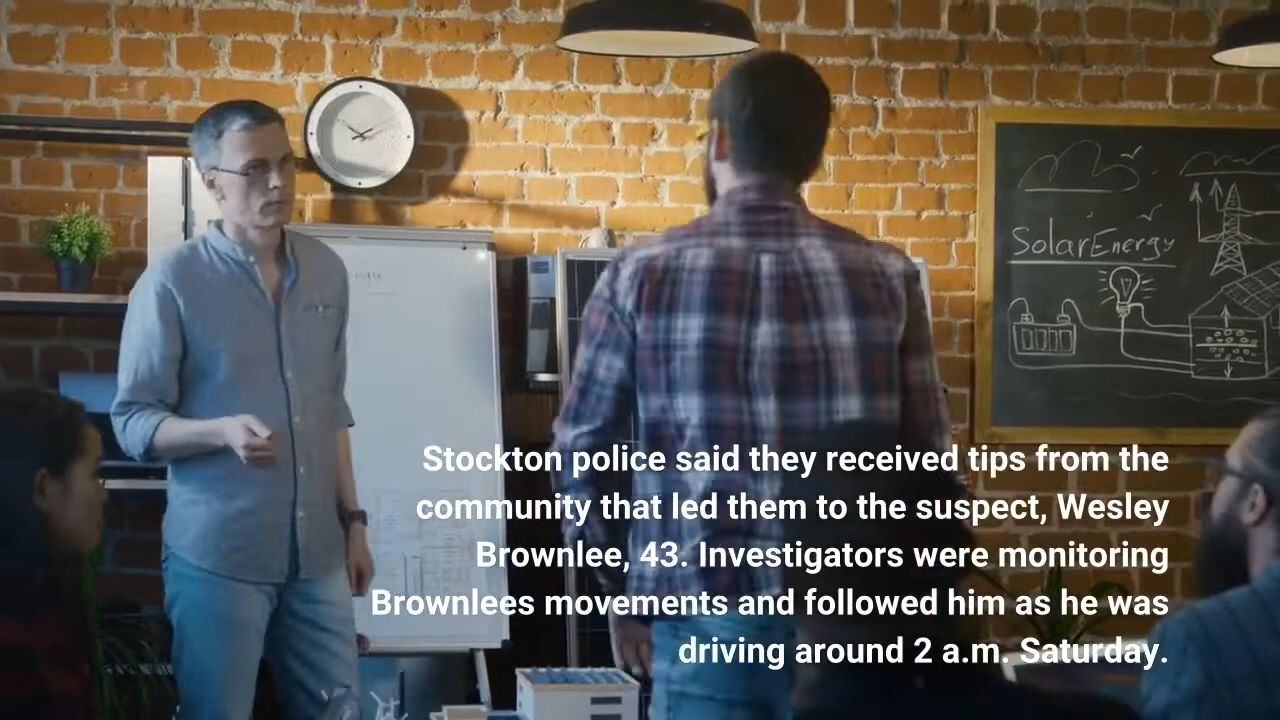 SolarEnergy
Stockton police said they received tips from the
community that led them to the suspect, Wesley
Brownlee, 43. Investigators were monitoring
Brownlees movements and followed him as he was
driving around 2 a.m. Saturday.